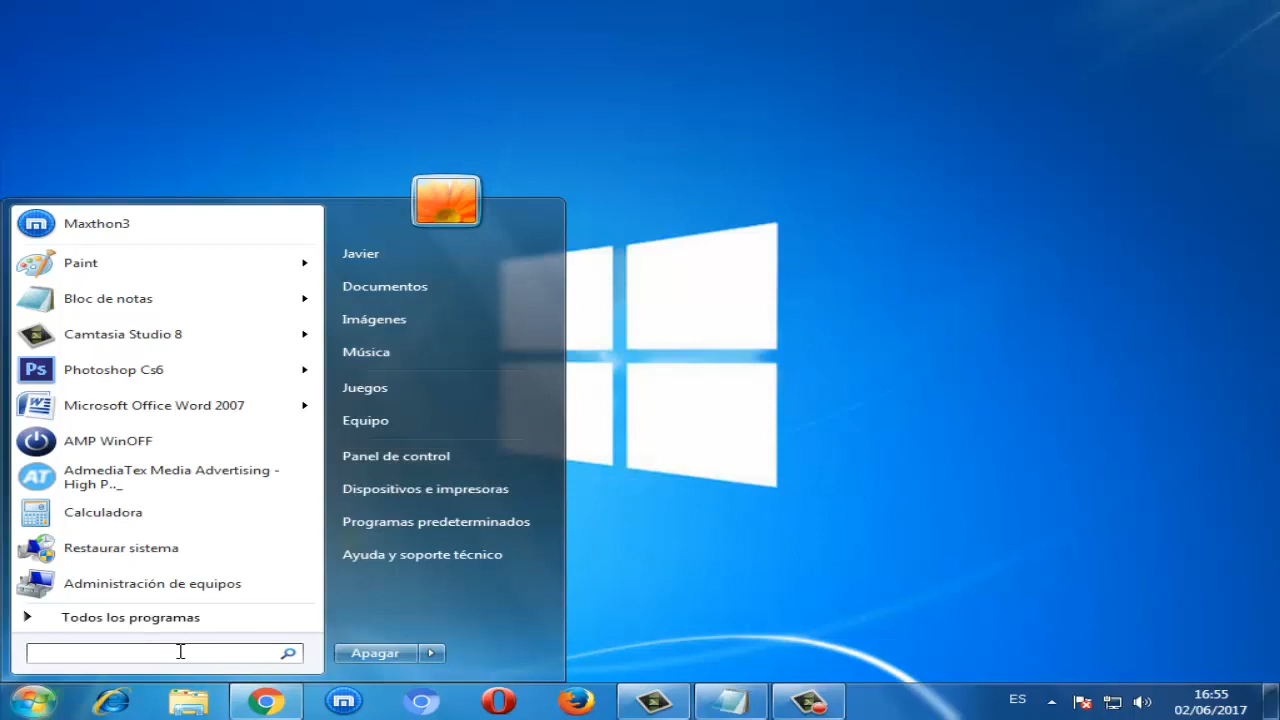 Maxthon3
Paint
Bloc de notas
Camtasia Studio 8
Ps
Photoshop Cs6
Microsoft Office Word 2007
AMP WinOFF
AT
AdmediaTex Media Advertising -
High P.._
Calculadora
Restaurar sistema
Administración de equipos
Todos los programas
Javier
Documentos
Imágenes
Música
Juegos
Equipo
Panel de control
Dispositivos e impresoras
Programas predeterminados
Ayuda y soporte técnico
Apagar
ES
16:55
02/06/2017